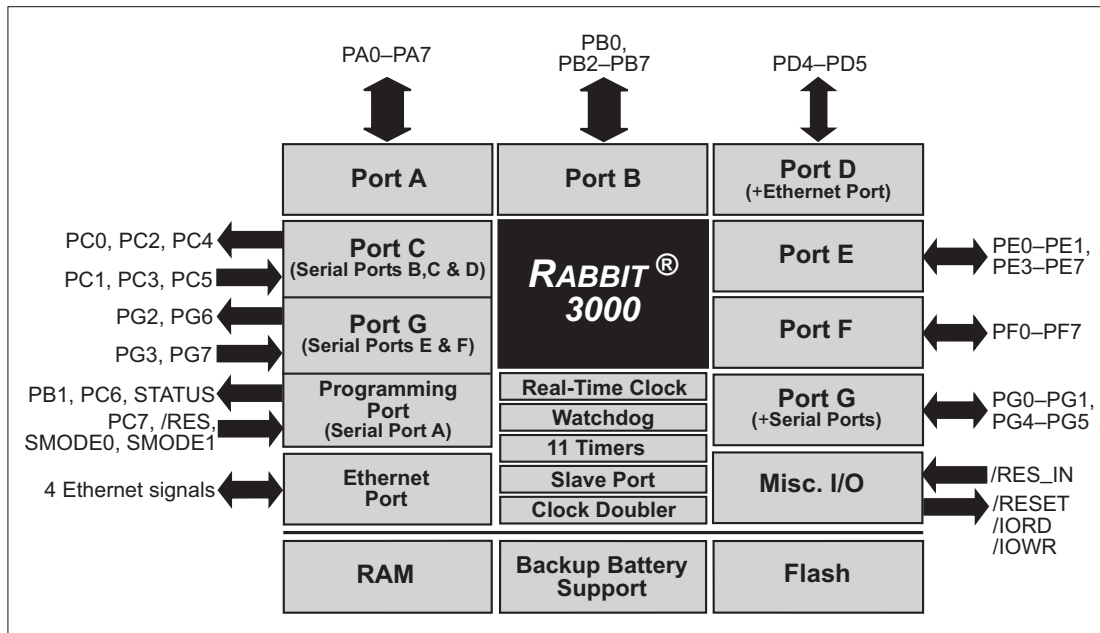 PA0–PA7
PB0,
PB2–PB7
PD4–PD5
Port A
Port B
Port D
(+Ethernet Port)
PC0, PC2, PC4
PC1, PC3, PC5
Port C
(Serial Ports B,C & D)
RABBIT ®
3000
Port E
PE0–PE1,
PE3–PE7
PG2, PG6
PG3, PG7
Port G
(Serial Ports E & F)
Port F
PF0–PF7
PB1, PC6, STATUS
PC7, /RES,
SMODE0, SMODE1
Programming
Port
(Serial Port A)
Real-Time Clock
Watchdog
11 Timers
Slave Port
Clock Doubler
Port G
(+Serial Ports)
PG0–PG1,
PG4–PG5
4 Ethernet signals
Ethernet
Port
Misc. I/O
/RES_IN
/RESET
/IORD
/IOWR
RAM
Backup Battery
Support
Flash